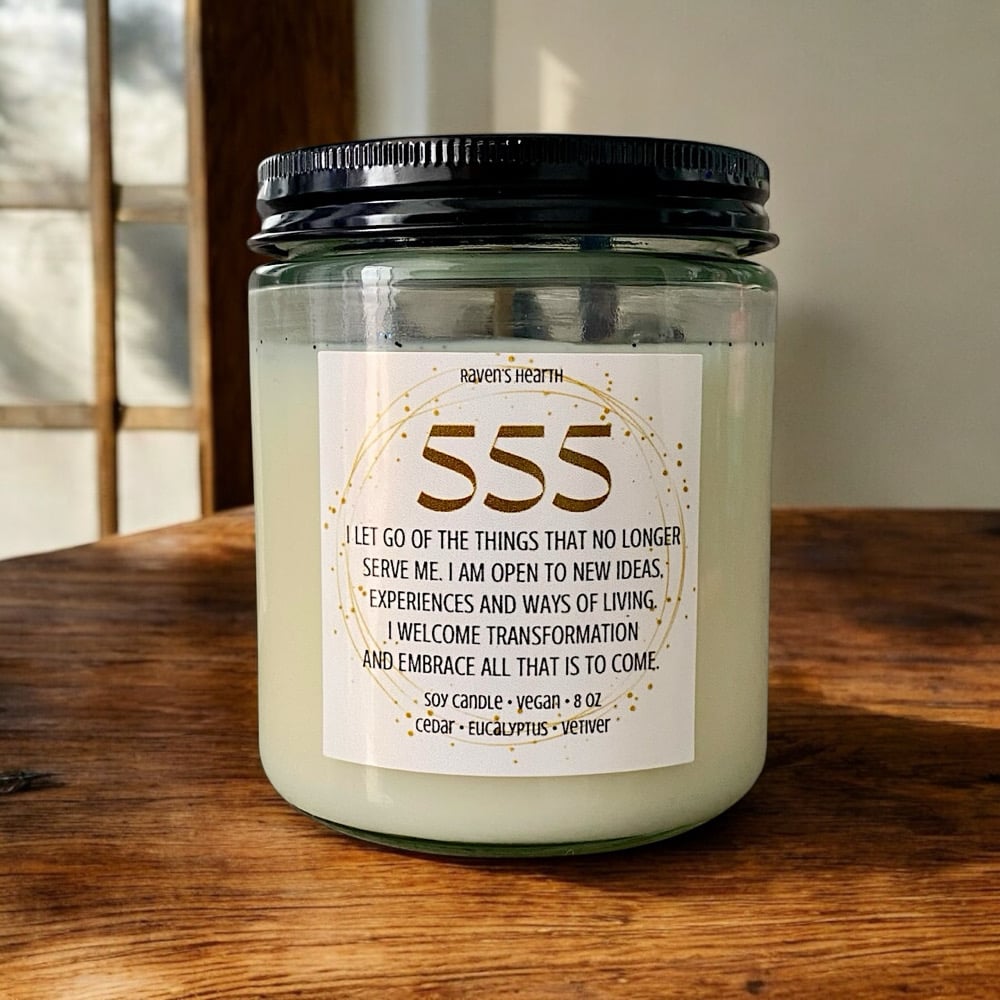 Raven's Hearth
555
I LET GO OF THE THINGS THAT NO LONGER
SERVE ME. I AM OPEN TO NEW IDEAS,
EXPERIENCES AND WAYS OF LIVING.
I WELCOME TRANSFORMATION
AND EMBRACE ALL THAT IS TO COME.
SOY CANDLE • VEGAN • 8 OZ
CEDAR • EUCALYPTUS • VETIVER